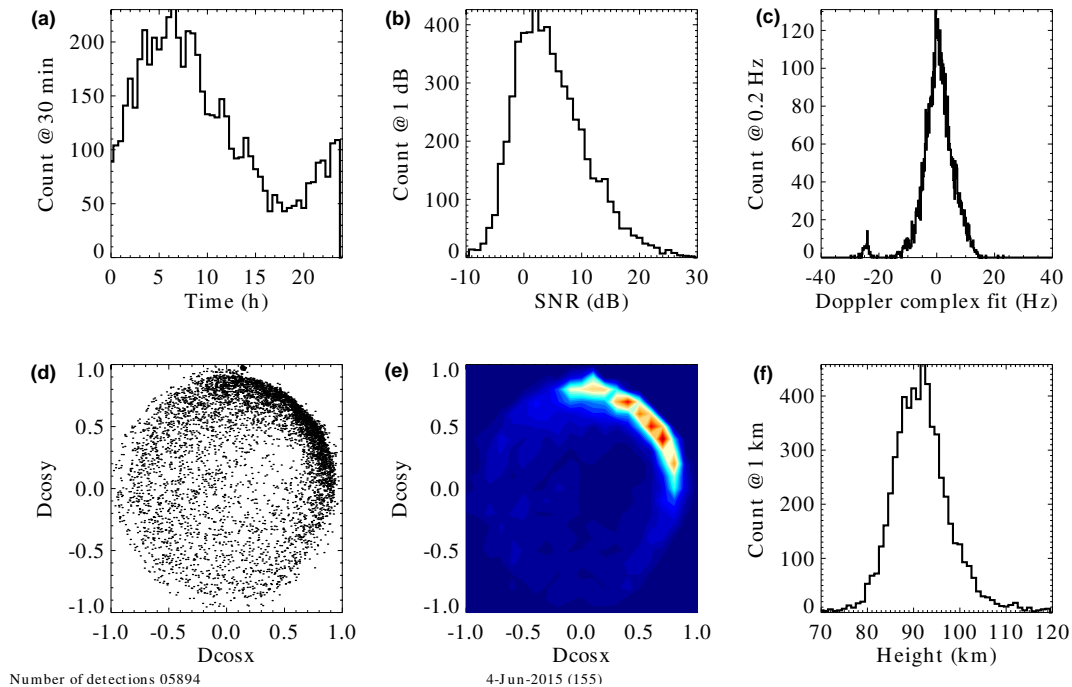 (a)
Count @ 30 min
200
150
100
50
0
0 5 10 15 20
Time (h)
(b)
Count @ 1 dB
400
300
200
100
0
-10 0 10 20 30
SNR (dB)
(c)
Count @ 0.2 Hz
120
100
80
60
40
20
0
-40 -20 0 20 40
Doppler complex fit (Hz)
(d)
Dcosy
1.0
0.5
0.0
-0.5
-1.0
-1.0 -0.5 0.0 0.5 1.0
Dcosx
(e)
Dcosy
1.0
0.5
0.0
-0.5
-1.0
-1.0 -0.5 0.0 0.5 1.0
Dcosx
(f)
Count @ 1 km
400
300
200
100
0
70 80 90 100 110 120
Height (km)
Number of detections 05894
4-Jun-2015 (155)